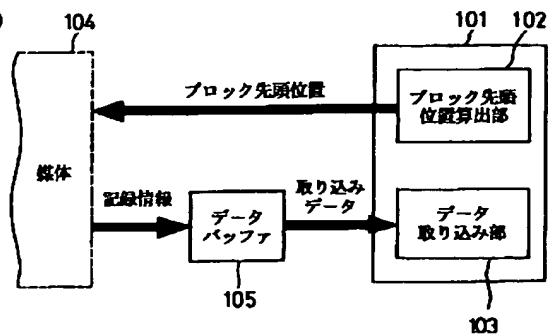 104
101
102
ブロック先頭位置
ブロック先頭
位置算出部
媒体
記録情報
データ
バッファ
取り込み
データ
データ
取り込み部
105
103